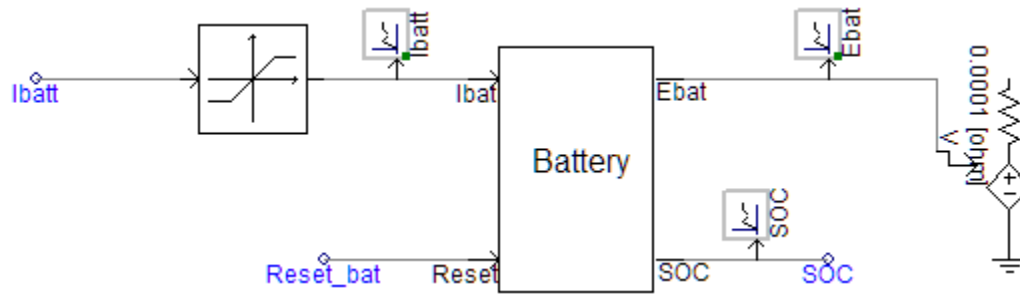 Ibatt
Ibatt
Ibat
Battery
Ebat
Ebat
0.0001 [ohm]
V
+
-
Reset_bat
Reset
SOC
SOC
SOC